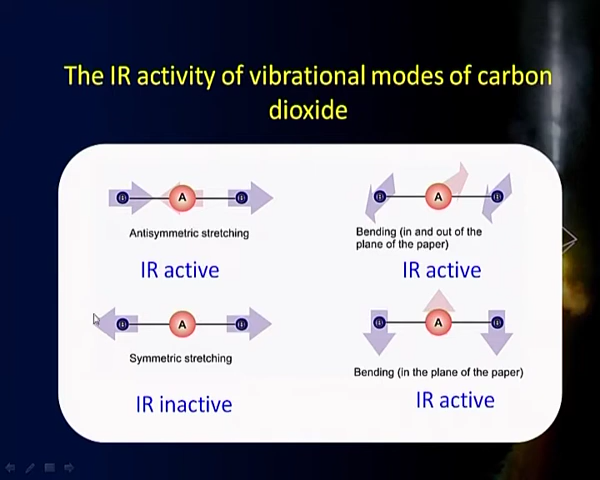 The IR activity of vibrational modes of carbon
dioxide
B A B
Antisymmetric stretching
IR active
B A B
Bending (in and out of the
plane of the paper)
IR active
B A B
Symmetric stretching
IR inactive
B A B
Bending (in the plane of the paper)
IR active